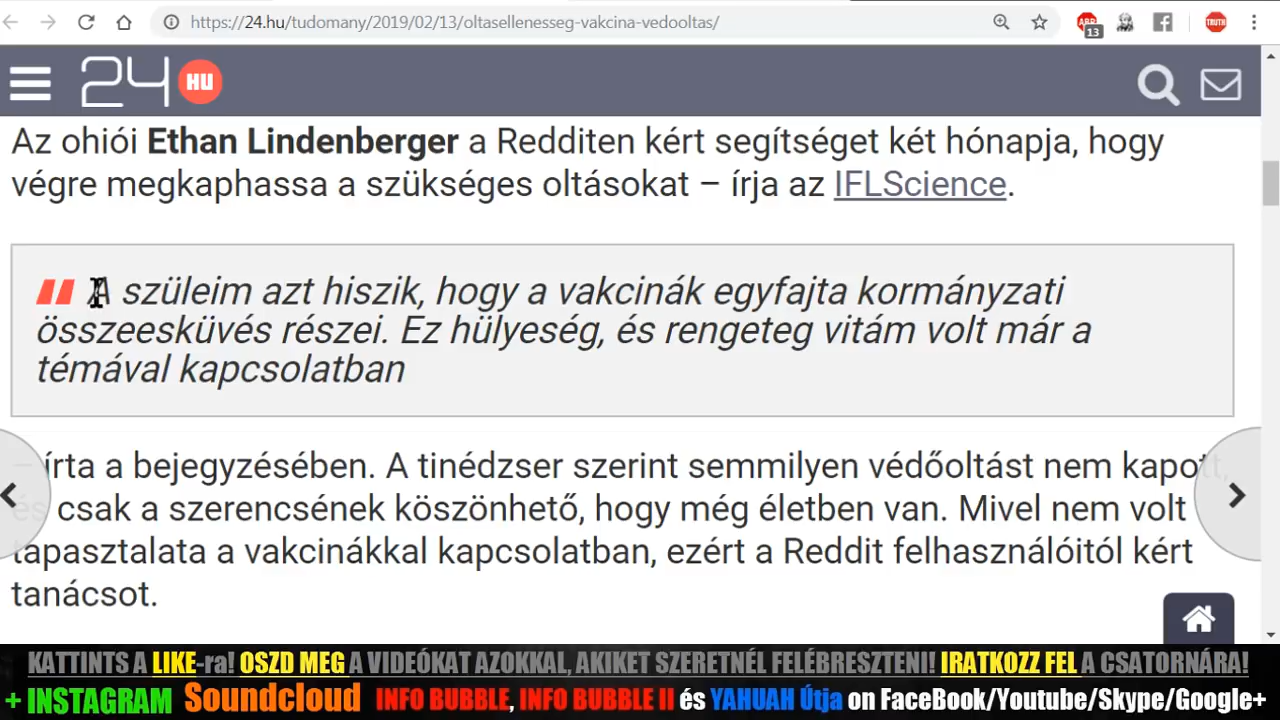 https://24.hu/tudomany/2019/02/13/oltasellenesseg-vakcina-vedooltas/
13
TRUTH
24 HU
Az ohiói Ethan Lindenberger a Redditen kért segítséget két hónapja, hogy
végre megkaphassa a szükséges oltásokat – írja az IFLScience.
A szüleim azt hiszik, hogy a vakcinák egyfajta kormányzati
összeesküvés részei. Ez hülyeség, és rengeteg vitám volt már a
témával kapcsolatban
– írta a bejegyzésében. A tinédzser szerint semmilyen védőoltást nem kapott,
és csak a szerencsének köszönhető, hogy még életben van. Mivel nem volt
tapasztalata a vakcinákkal kapcsolatban, ezért a Reddit felhasználóitól kért
tanácsot.
KATTINTS A LIKE-ra! OSZD MEG A VIDEÓKAT AZOKKAL, AKIKET SZERETNÉL FELÉBRESZTENI! IRATKOZZ FEL A CSATORNÁRA!
+ INSTAGRAM Soundcloud INFO BUBBLE, INFO BUBBLE II és YAHUAH Útja on FaceBook/Youtube/Skype/Google+